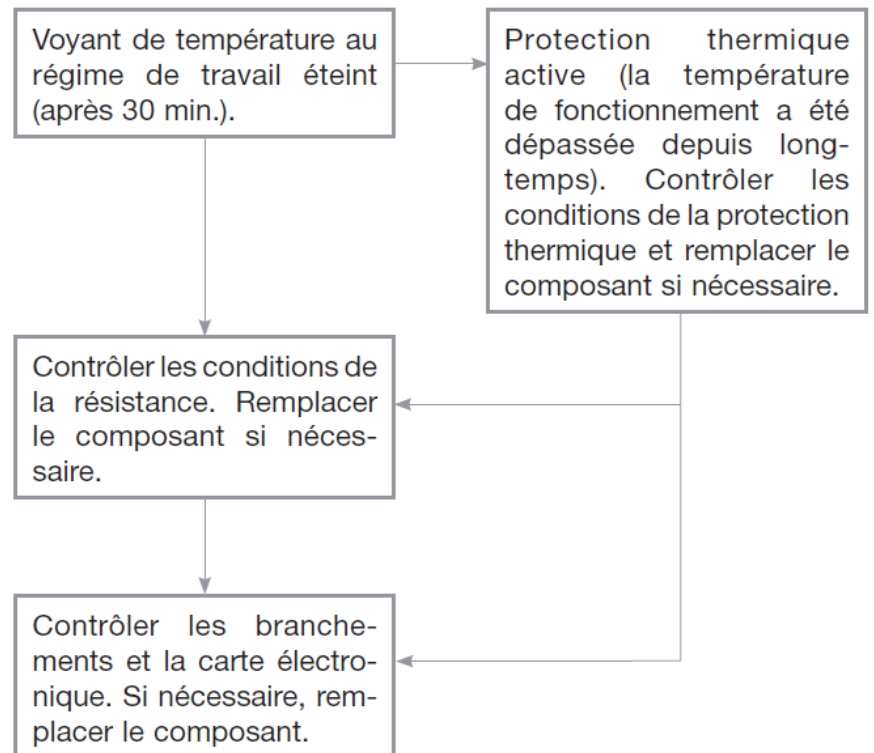 Voyant de température au
régime de travail éteint
(après 30 min.).
Protection thermique
active (la température
de fonctionnement a été
dépassée depuis long-
temps). Contrôler les
conditions de la protection
thermique et remplacer le
composant si nécessaire.
Contrôler les conditions de
la résistance. Remplacer
le composant si néces-
saire.
Contrôler les branche-
ments et la carte électro-
nique. Si nécessaire, rem-
placer le composant.